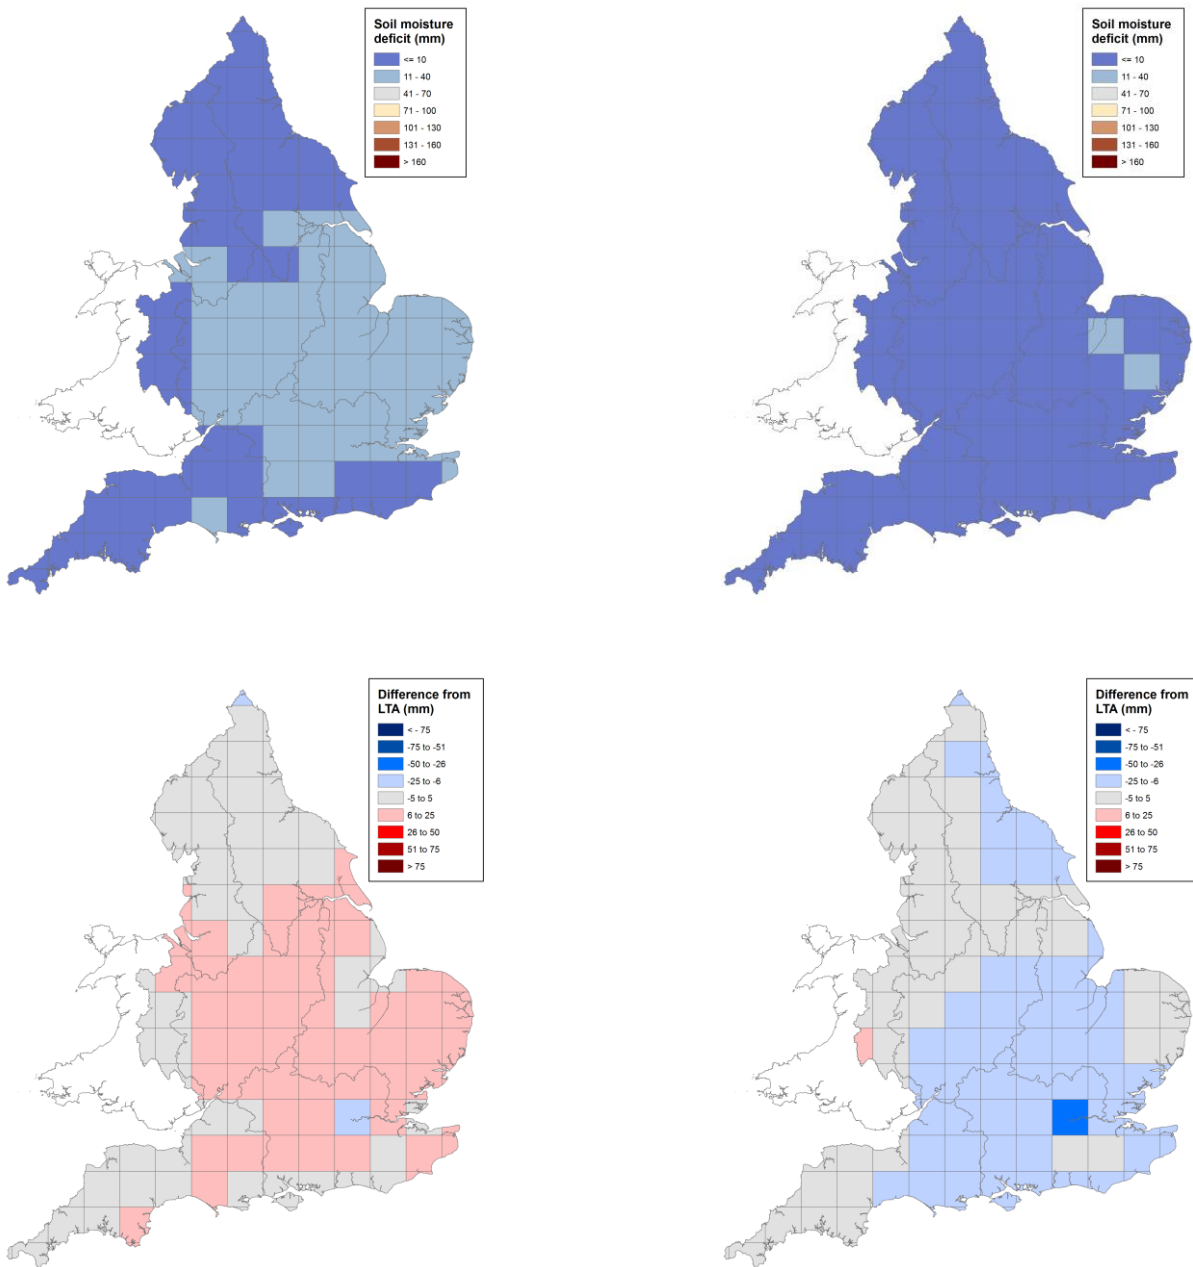 Soil moisture
deficit (mm)
<= 10
11 - 40
41 - 70
71 - 100
101 - 130
131 - 160
> 160
Soil moisture
deficit (mm)
<= 10
11 - 40
41 - 70
71 - 100
101 - 130
131 - 160
> 160
Difference from
LTA (mm)
< - 75
-75 to -51
-50 to -26
-25 to -6
-5 to 5
6 to 25
26 to 50
51 to 75
> 75
Difference from
LTA (mm)
< - 75
-75 to -51
-50 to -26
-25 to -6
-5 to 5
6 to 25
26 to 50
51 to 75
> 75